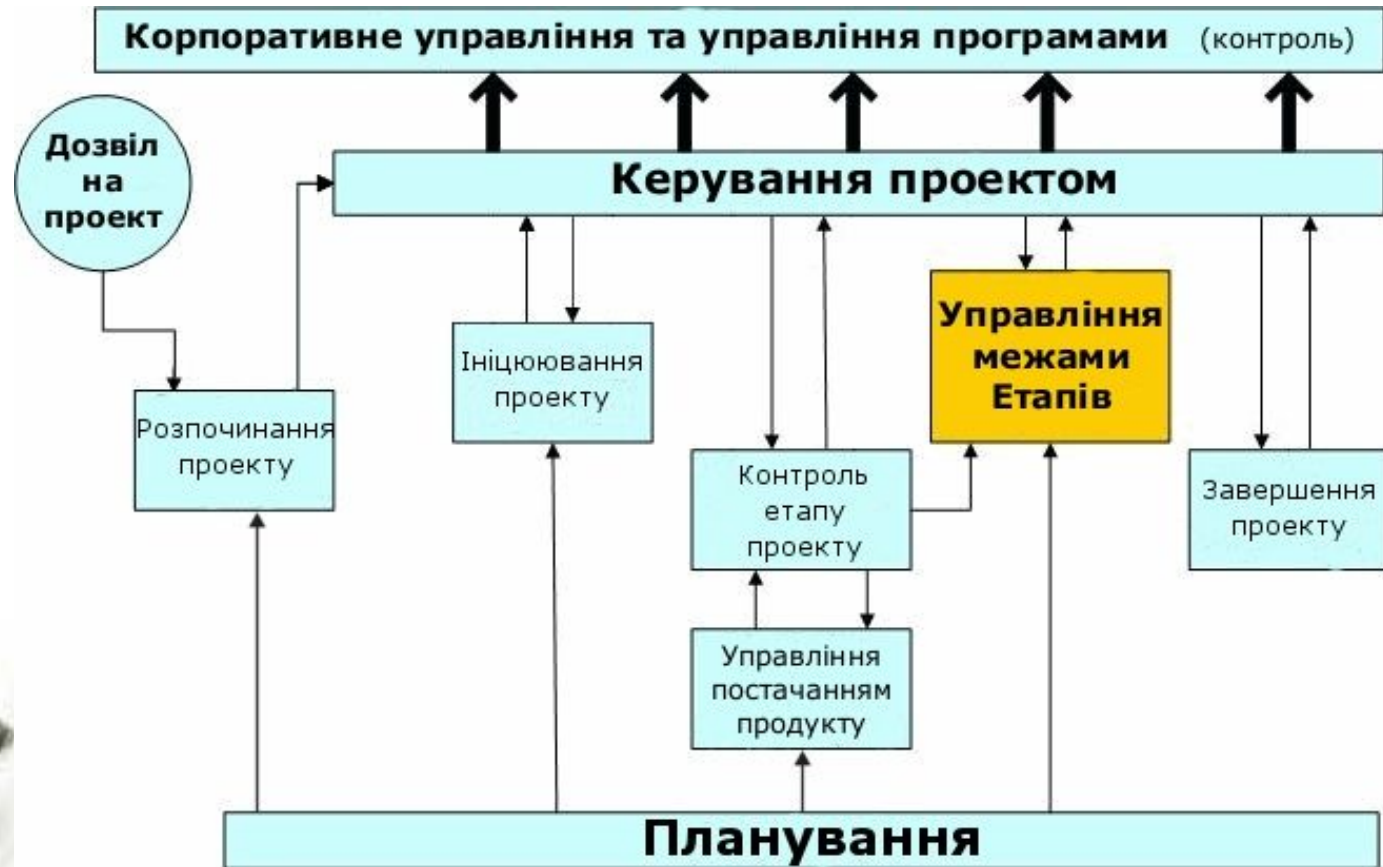 Корпоративне управління та управління програмами (контроль)
Дозвіл
на
проект
Керування проектом
Управління
межами
Етапів
Ініцюювання
проекту
Розпочинання
проекту
Контроль
етапу
проекту
Завершення
проекту
Управління
постачанням
продукту
Планування